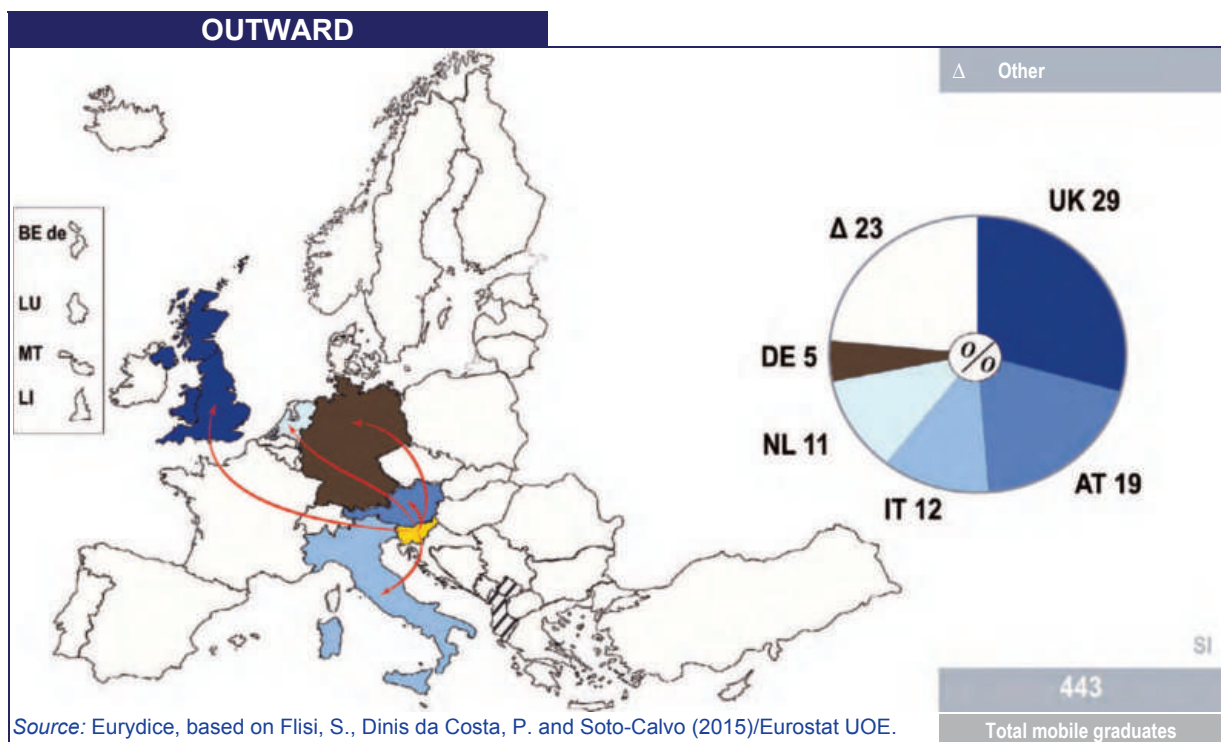 OUTWARD
Δ Other
BE de
LU
MT
LI
UK 29
Δ 23
DE 5
%
NL 11
AT 19
IT 12
SI
443
Total mobile graduates
Source: Eurydice, based on Flisi, S., Dinis da Costa, P. and Soto-Calvo (2015)/Eurostat UOE.